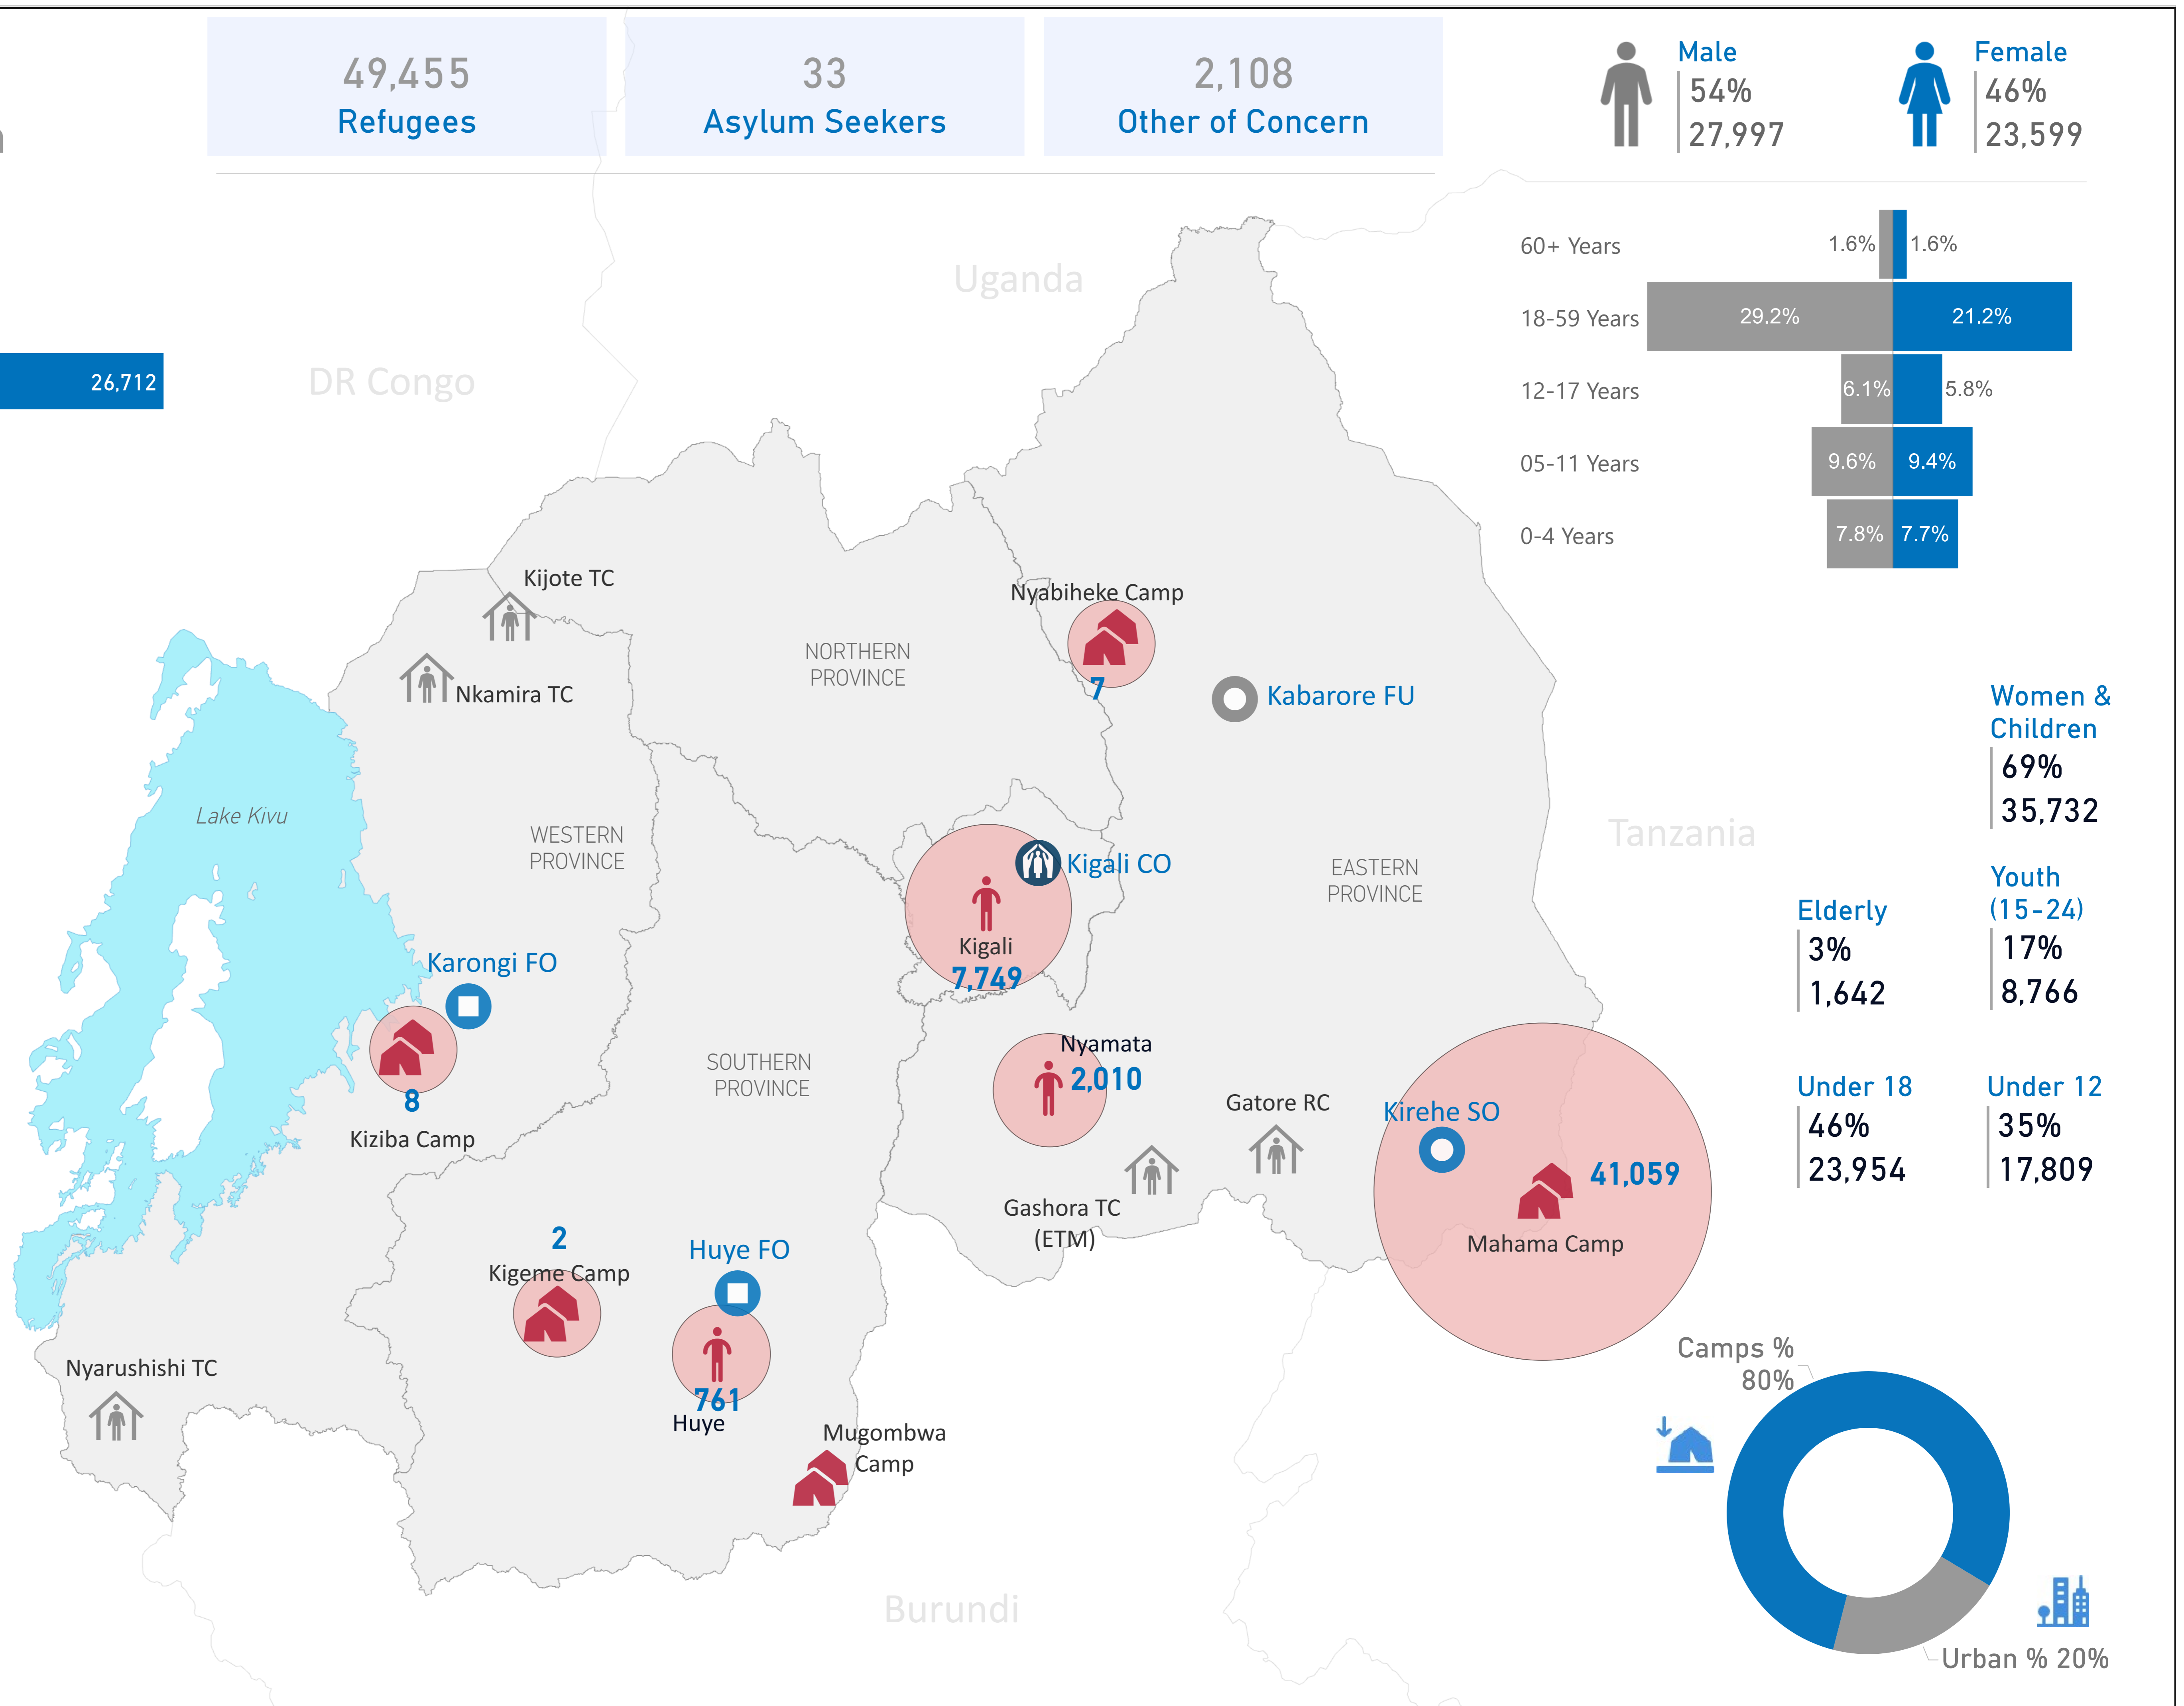 49,455
Refugees
33
Asylum Seekers
2,108
Other of Concern
Male
54%
27,997
Female
46%
23,599
60+ Years
1.6%
1.6%
18-59 Years
29.2%
21.2%
12-17 Years
6.1%
5.8%
05-11 Years
9.6%
9.4%
0-4 Years
7.8%
7.7%
26,712
DR Congo
Uganda
Kijote TC
Nkamira TC
NORTHERN
PROVINCE
Nyabiheke Camp
7
Kabarore FU
Lake Kivu
WESTERN
PROVINCE
Kigali CO
Kigali
7,749
EASTERN
PROVINCE
Tanzania
Karongi FO
8
Kiziba Camp
SOUTHERN
PROVINCE
Nyamata
2,010
Gatore RC
Gashora TC
(ETM)
Kirehe SO
41,059
Mahama Camp
2
Kigeme Camp
Huye FO
761
Huye
Nyarushishi TC
Mugombwa
Camp
Burundi
Women &
Children
69%
35,732
Elderly
3%
1,642
Youth
(15-24)
17%
8,766
Under 18
46%
23,954
Under 12
35%
17,809
Camps %
80%
Urban % 20%